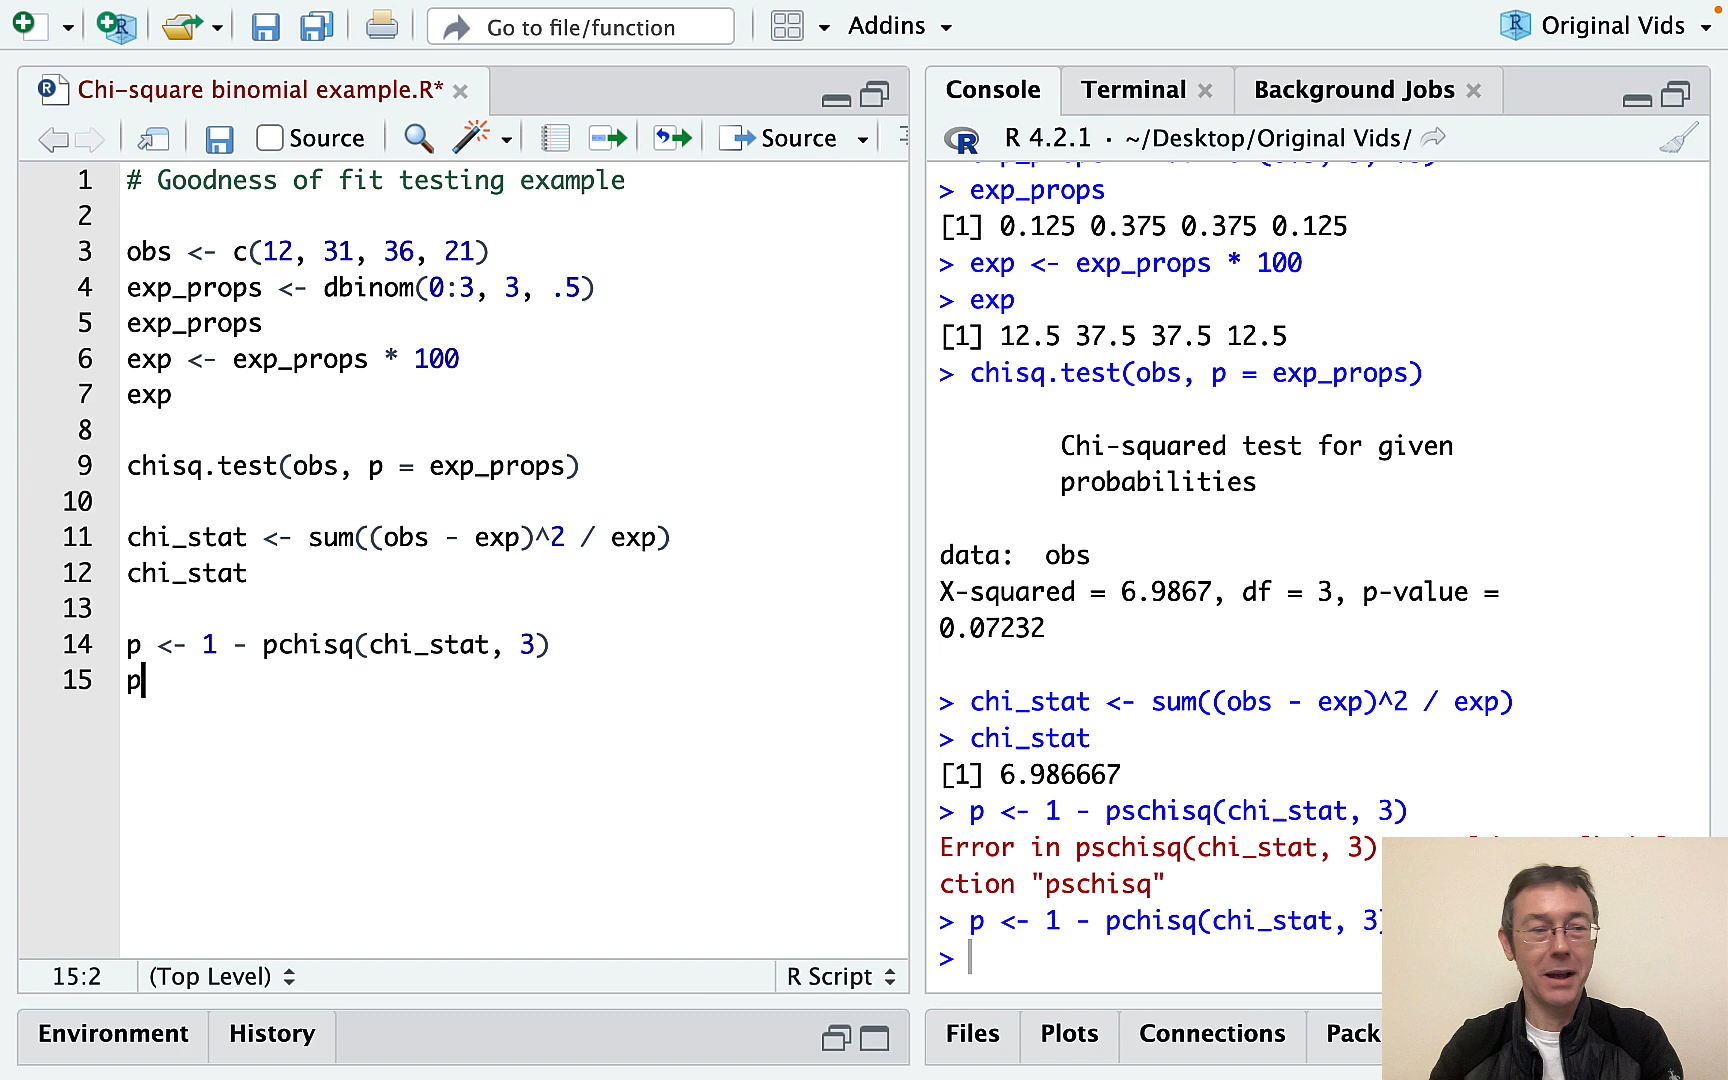 Go to file/function
Addins
Original Vids
Chi-square binomial example.R*
Source
Source
1 # Goodness of fit testing example
2
3 obs <- c(12, 31, 36, 21)
4 exp_props <- dbinom(0:3, 3, .5)
5 exp_props
6 exp <- exp_props * 100
7 exp
8
9 chisq.test(obs, p = exp_props)
10
11 chi_stat <- sum((obs - exp)^2 / exp)
12 chi_stat
13
14 p <- 1 - pchisq(chi_stat, 3)
15 p
15:2 (Top Level) R Script
Environment History
Console Terminal Background Jobs
R 4.2.1 · ~/Desktop/Original Vids/
> exp_props
[1] 0.125 0.375 0.375 0.125
> exp <- exp_props * 100
> exp
[1] 12.5 37.5 37.5 12.5
> chisq.test(obs, p = exp_props)
Chi-squared test for given
probabilities
data: obs
X-squared = 6.9867, df = 3, p-value =
0.07232
> chi_stat <- sum((obs - exp)^2 / exp)
> chi_stat
[1] 6.986667
> p <- 1 - pschisq(chi_stat, 3)
Error in pschisq(chi_stat, 3)
ction "pschisq"
> p <- 1 - pchisq(chi_stat, 3)
>
Files Plots Connections Pack